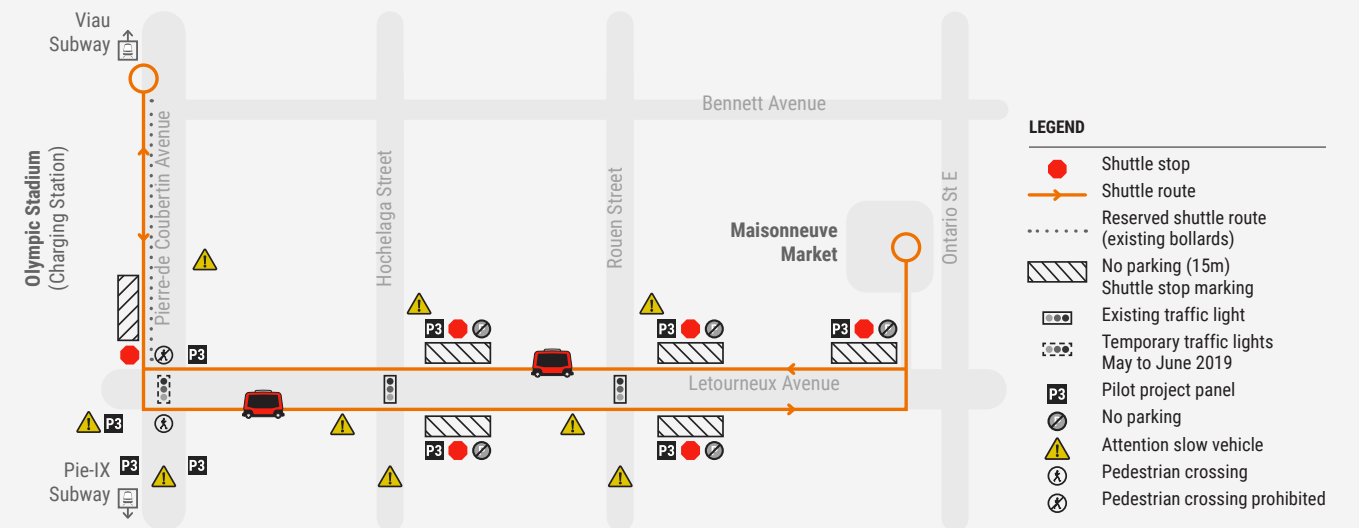 Viau
Subway
Bennett Avenue
Olympic Stadium
(Charging Station)
Pierre-de Coubertin Avenue
Hochelaga Street
Rouen Street
Ontario St E
Maisonneuve
Market
P3
P3
P3
P3
Letourneux Avenue
P3
P3
P3
Pie-IX
Subway
P3
P3
LEGEND
Shuttle stop
Shuttle route
Reserved shuttle route
(existing bollards)
No parking (15m)
Shuttle stop marking
Existing traffic light
Temporary traffic lights
May to June 2019
P3
Pilot project panel
No parking
Attention slow vehicle
Pedestrian crossing
Pedestrian crossing prohibited